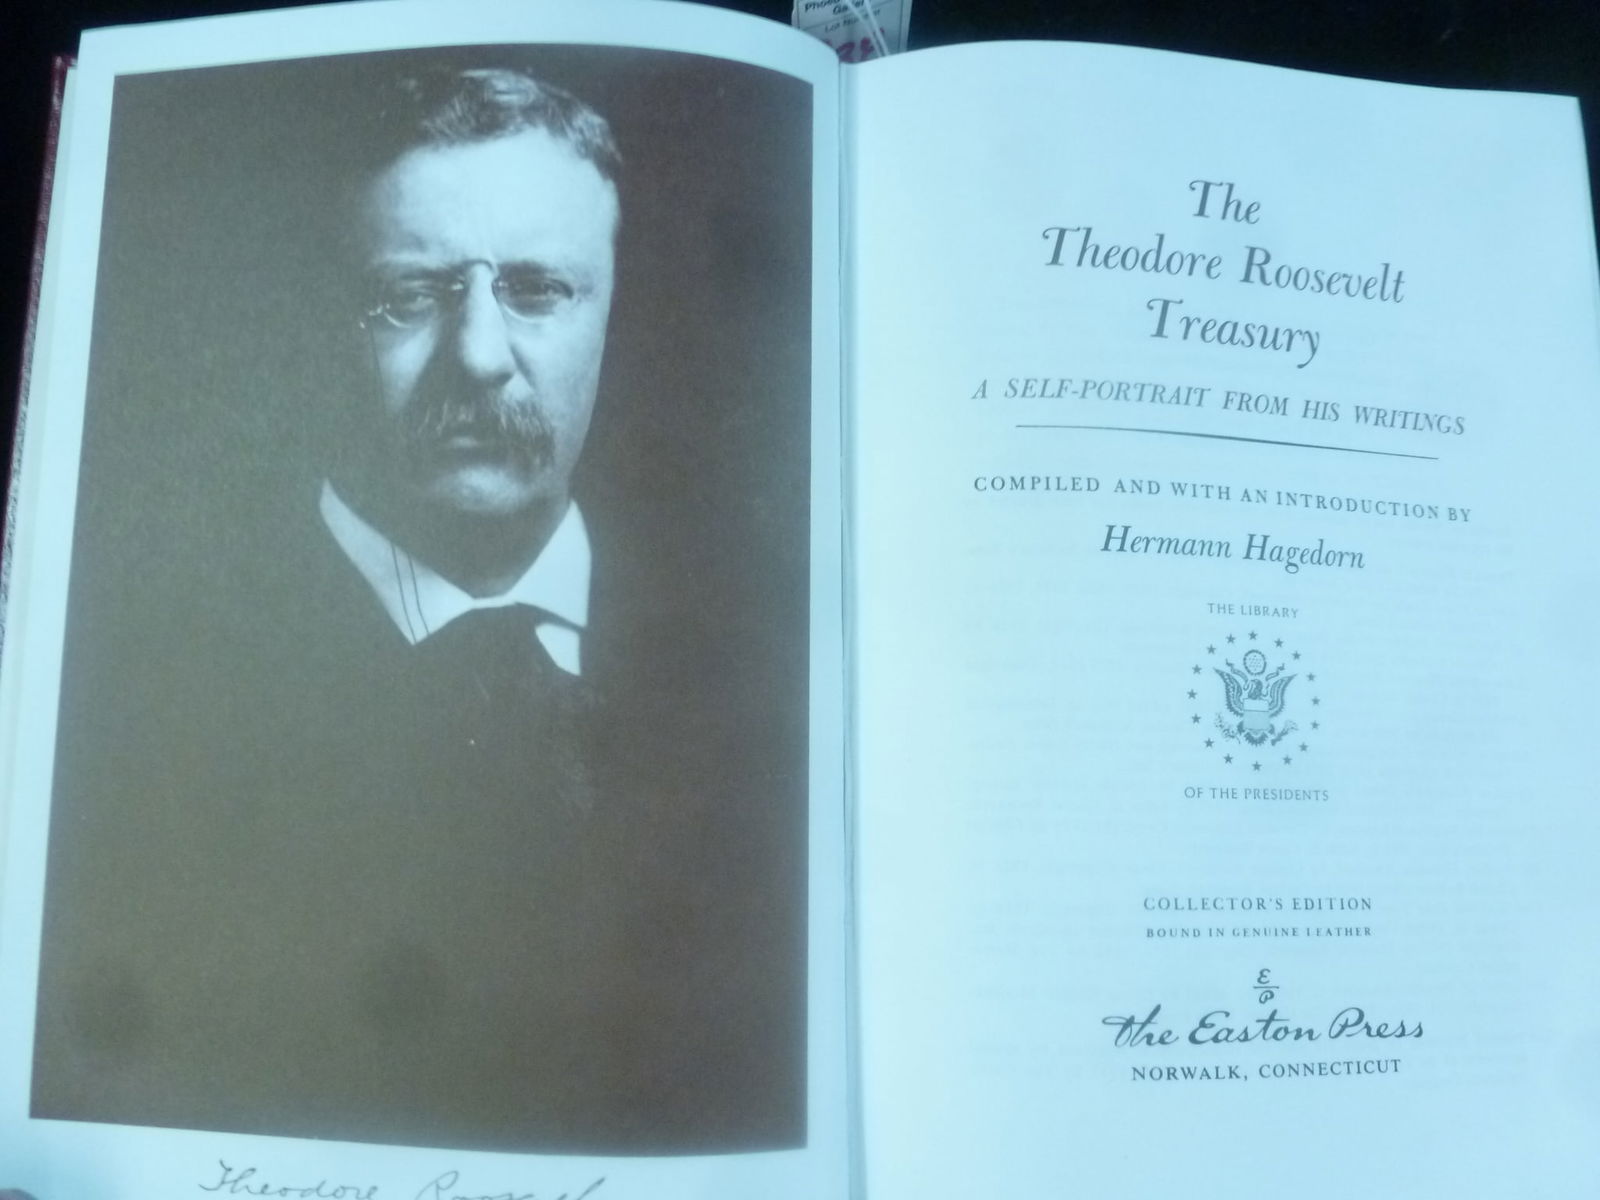 Theodore Roosevelt
The
Theodore Roosevelt
Treasury
A SELF-PORTRAIT FROM HIS WRITINGS
COMPILED AND WITH AN INTRODUCTION BY
Hermann Hagedorn
THE LIBRARY
OF THE PRESIDENTS
COLLECTOR'S EDITION
BOUND IN GENUINE LEATHER
E
P
The Easton Press
NORWALK, CONNECTICUT